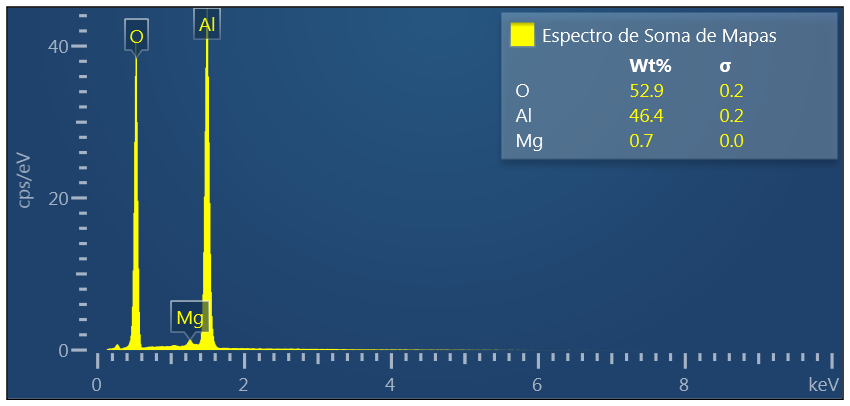 Espectro de Soma de Mapas
Wt% σ
O 52.9 0.2
Al 46.4 0.2
Mg 0.7 0.0
O
Al
Mg
cps/eV
40
20
0
0 2 4 6 8 keV